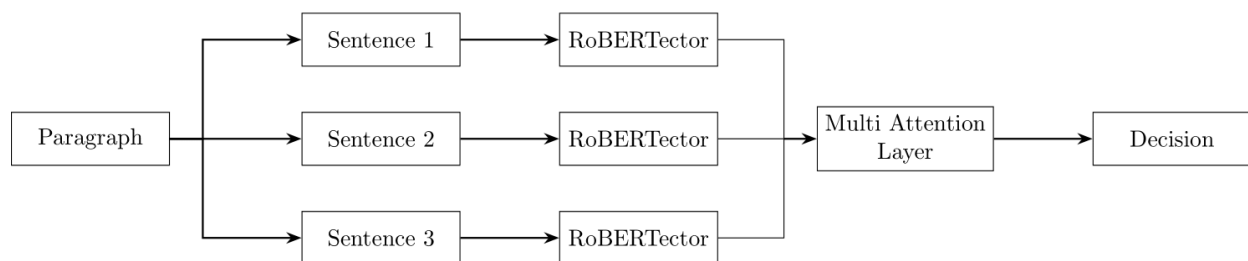 Paragraph
Sentence 1
RoBERTector
Sentence 2
RoBERTector
Sentence 3
RoBERTector
Multi Attention
Layer
Decision